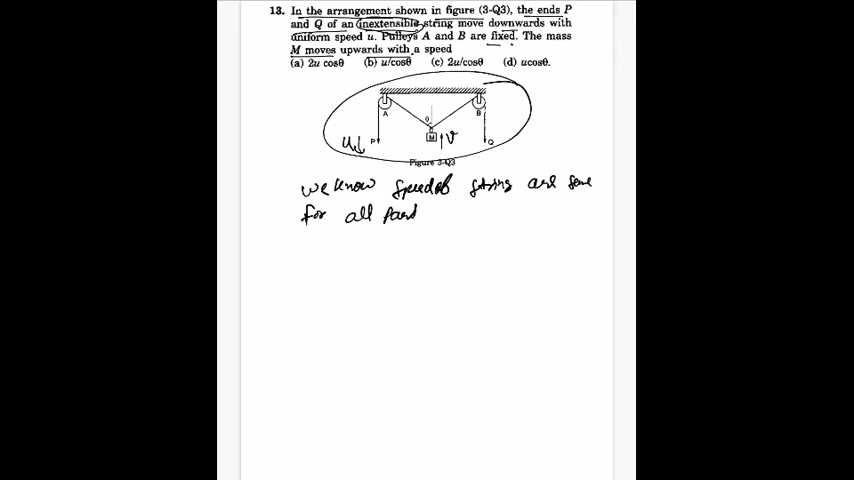 13. In the arrangement shown in figure (3-Q3), the ends P
and Q of an inextensible string move downwards with
uniform speed u. Pulleys A and B are fixed. The mass
M moves upwards with a speed
(a) 2u cosθ (b) u/cosθ (c) 2u/cosθ (d) ucosθ.
A B
θ
P M v Q
u
Figure 3-Q3
we know speed of string are same
for all part